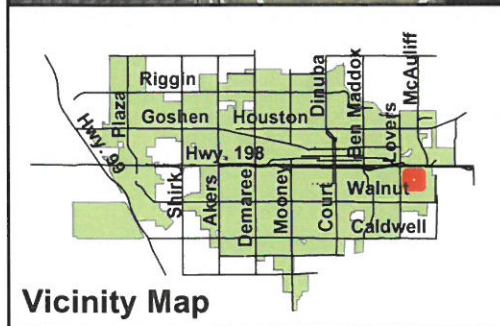 Riggin
Plaza
Goshen
Houston
Dinuba
Ben Maddox
McAuliff
Lovers
Hwy. 98
Hwy. 198
Shirk
Akers
Demaree
Mooney
Court
Walnut
Caldwell
Vicinity Map